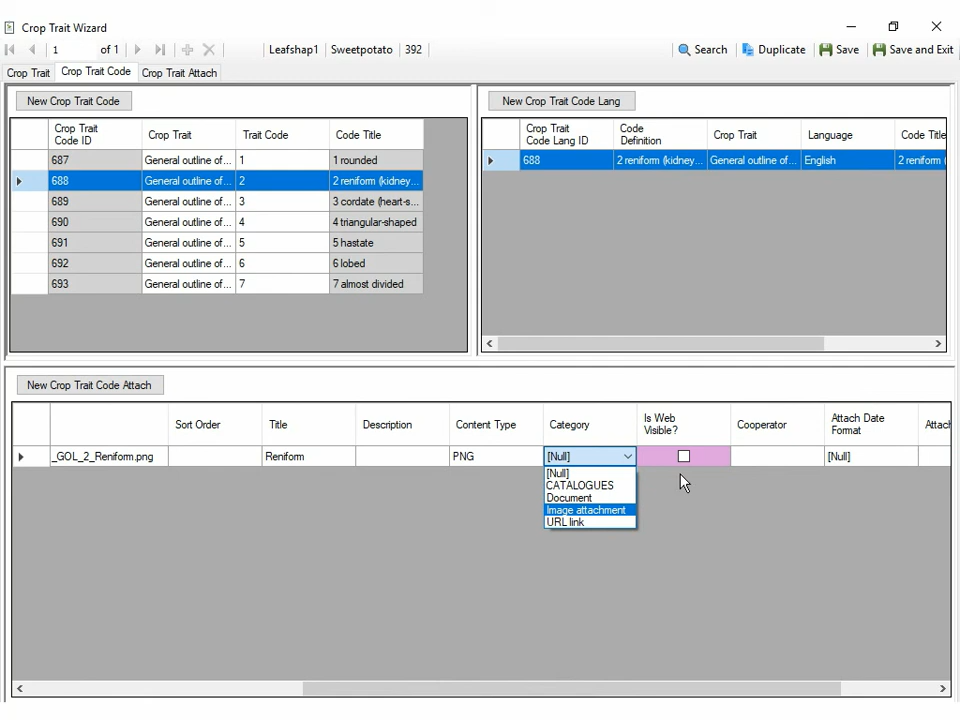 Crop Trait Wizard
1 of 1 Leafshap1 Sweetpotato 392 Search Duplicate Save Save and Exit
Crop Trait Crop Trait Code Crop Trait Attach
New Crop Trait Code
Crop Trait Code ID Crop Trait Trait Code Code Title
687 General outline of... 1 1 rounded
688 General outline of... 2 2 reniform (kidney...
689 General outline of... 3 3 cordate (heart-s...
690 General outline of... 4 4 triangular-shaped
691 General outline of... 5 5 hastate
692 General outline of... 6 6 lobed
693 General outline of... 7 7 almost divided
New Crop Trait Code Lang
Crop Trait Code Lang ID Code Definition Crop Trait Language Code Title
688 2 reniform (kidney... General outline of... English 2 reniform (
New Crop Trait Code Attach
Sort Order Title Description Content Type Category Is Web Visible? Cooperator Attach Date Format Attach
_GOL_2_Reniform.png Reniform PNG [Null] [Null]
[Null]
CATALOGUES
Document
Image attachment
URL link